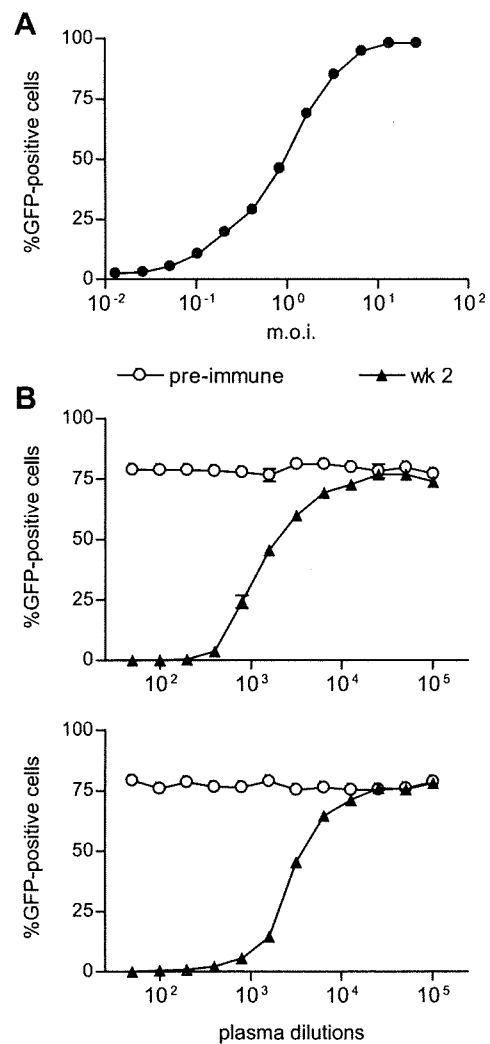 A
%GFP-positive cells
100
75
50
25
0
10-2 10-1 100 101 102
m.o.i.
pre-immune wk 2
B
%GFP-positive cells
100
75
50
25
0
102 103 104 105
%GFP-positive cells
100
75
50
25
0
102 103 104 105
plasma dilutions